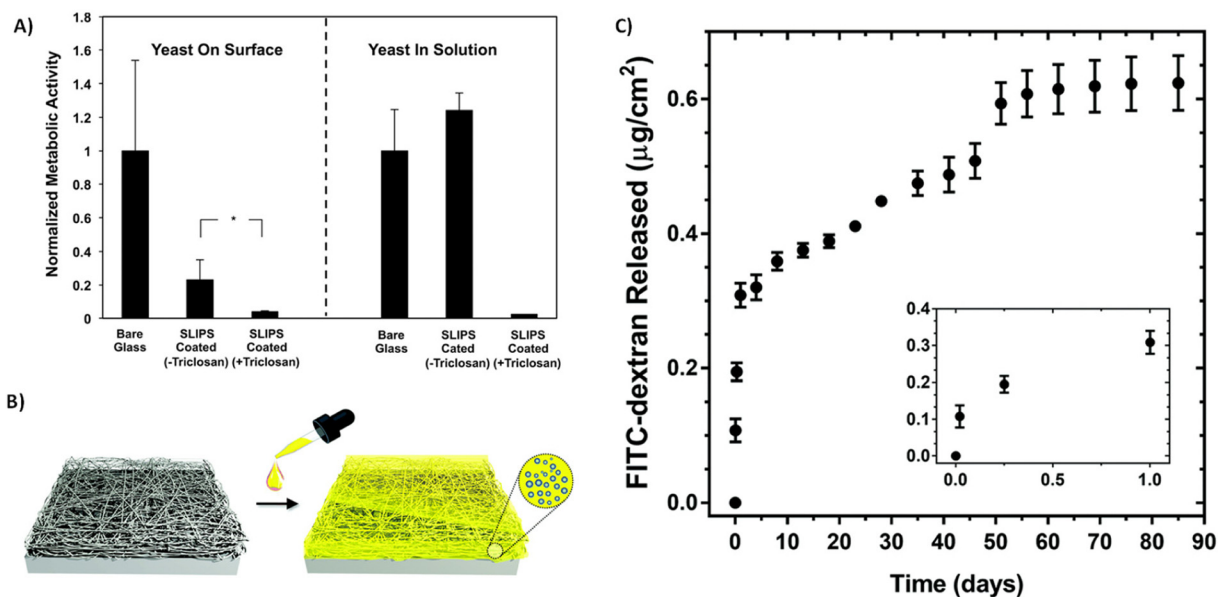 A)
1.8
1.6
1.4
1.2
1
0.8
0.6
0.4
0.2
0
Normalized Metabolic Activity
Yeast On Surface
Yeast In Solution
*
Bare
Glass
SLIPS
Coated
(-Triclosan)
SLIPS
Coated
(+Triclosan)
Bare
Glass
SLIPS
Cated
(-Triclosan)
SLIPS
Coated
(+Triclosan)
B)
C)
FITC-dextran Released (μg/cm²)
0.6
0.4
0.2
0.0
0 10 20 30 40 50 60 70 80 90
Time (days)
0.4
0.3
0.2
0.1
0.0
0.0 0.5 1.0